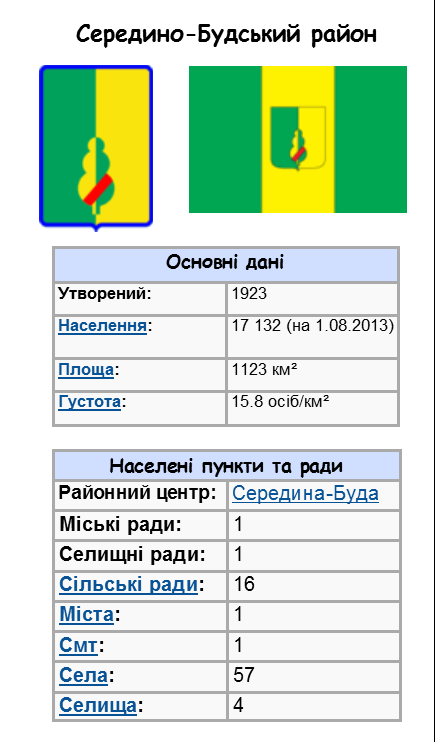 Середино-Будський район
Основні дані
Утворений: 1923
Населення: 17 132 (на 1.08.2013)
Площа: 1123 км²
Густота: 15.8 осіб/км²
Населені пункти та ради
Районний центр: Середина-Буда
Міські ради: 1
Селищні ради: 1
Сільські ради: 16
Міста: 1
Смт: 1
Села: 57
Селища: 4